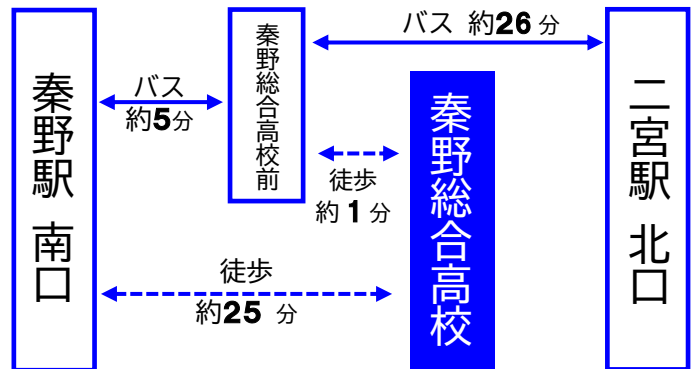 秦野駅 南口
バス
約5分
秦野総合高校前
バス 約26分
徒歩
約1分
徒歩
約25分
秦野総合高校
二宮駅 北口